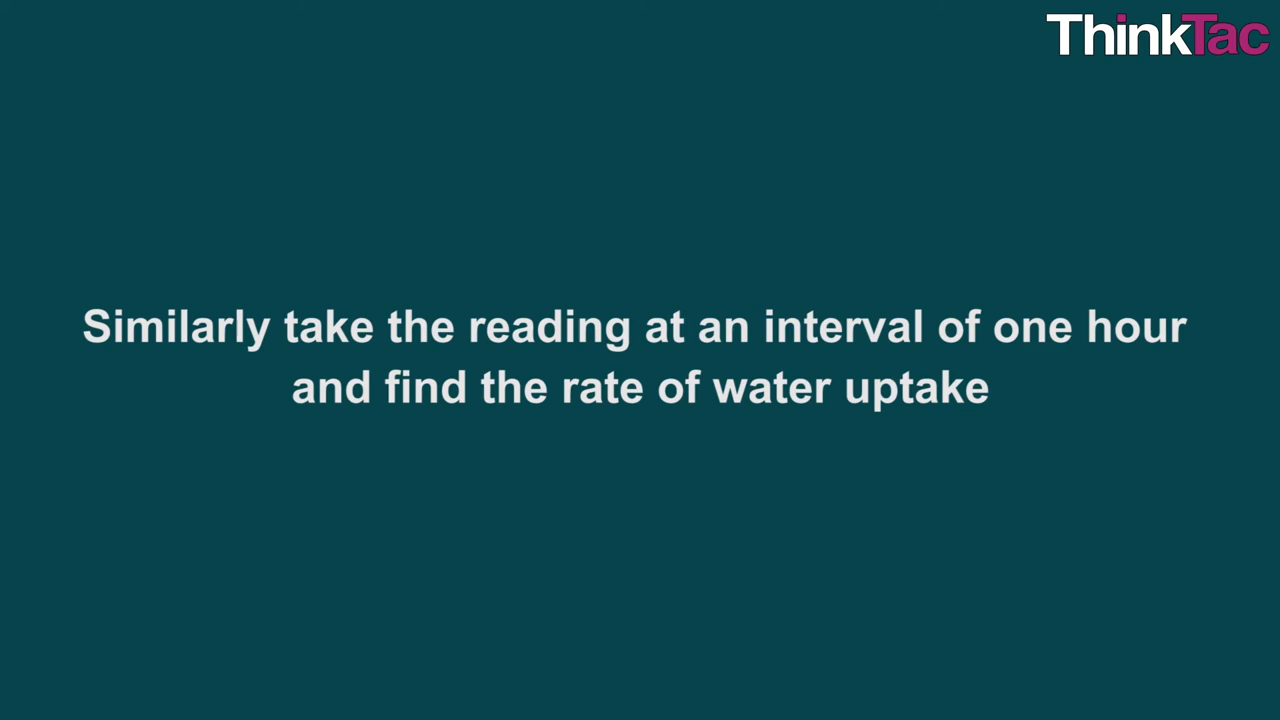 ThinkTac
Similarly take the reading at an interval of one hour
and find the rate of water uptake